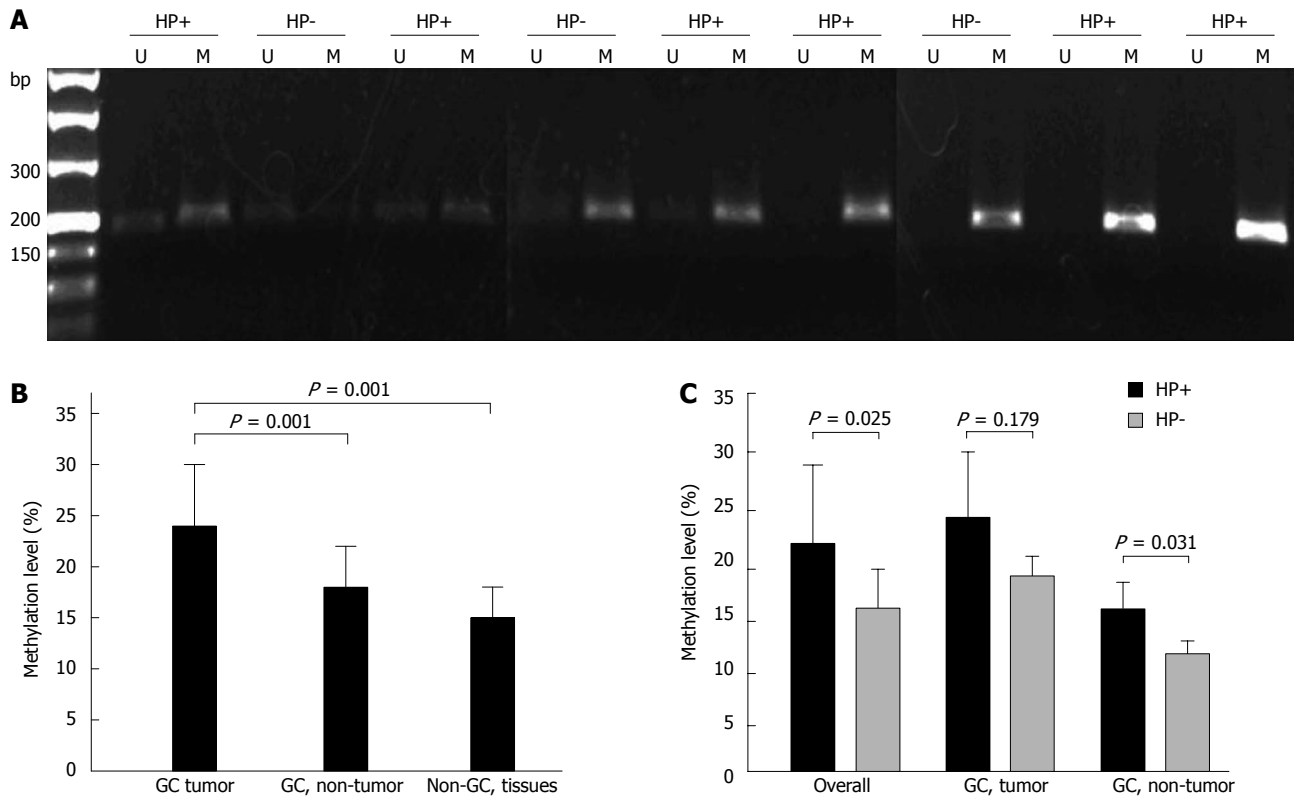 A
HP+ HP- HP+ HP- HP+ HP+ HP- HP+ HP+
U M U M U M U M U M U M U M U M U M
bp
300
200
150
B
P = 0.001
P = 0.001
Methylation level (%)
35
30
25
20
15
10
5
0
GC tumor GC, non-tumor Non-GC, tissues
C
HP+
HP-
P = 0.025
P = 0.179
P = 0.031
Methylation level (%)
35
30
25
20
15
10
5
0
Overall GC, tumor GC, non-tumor